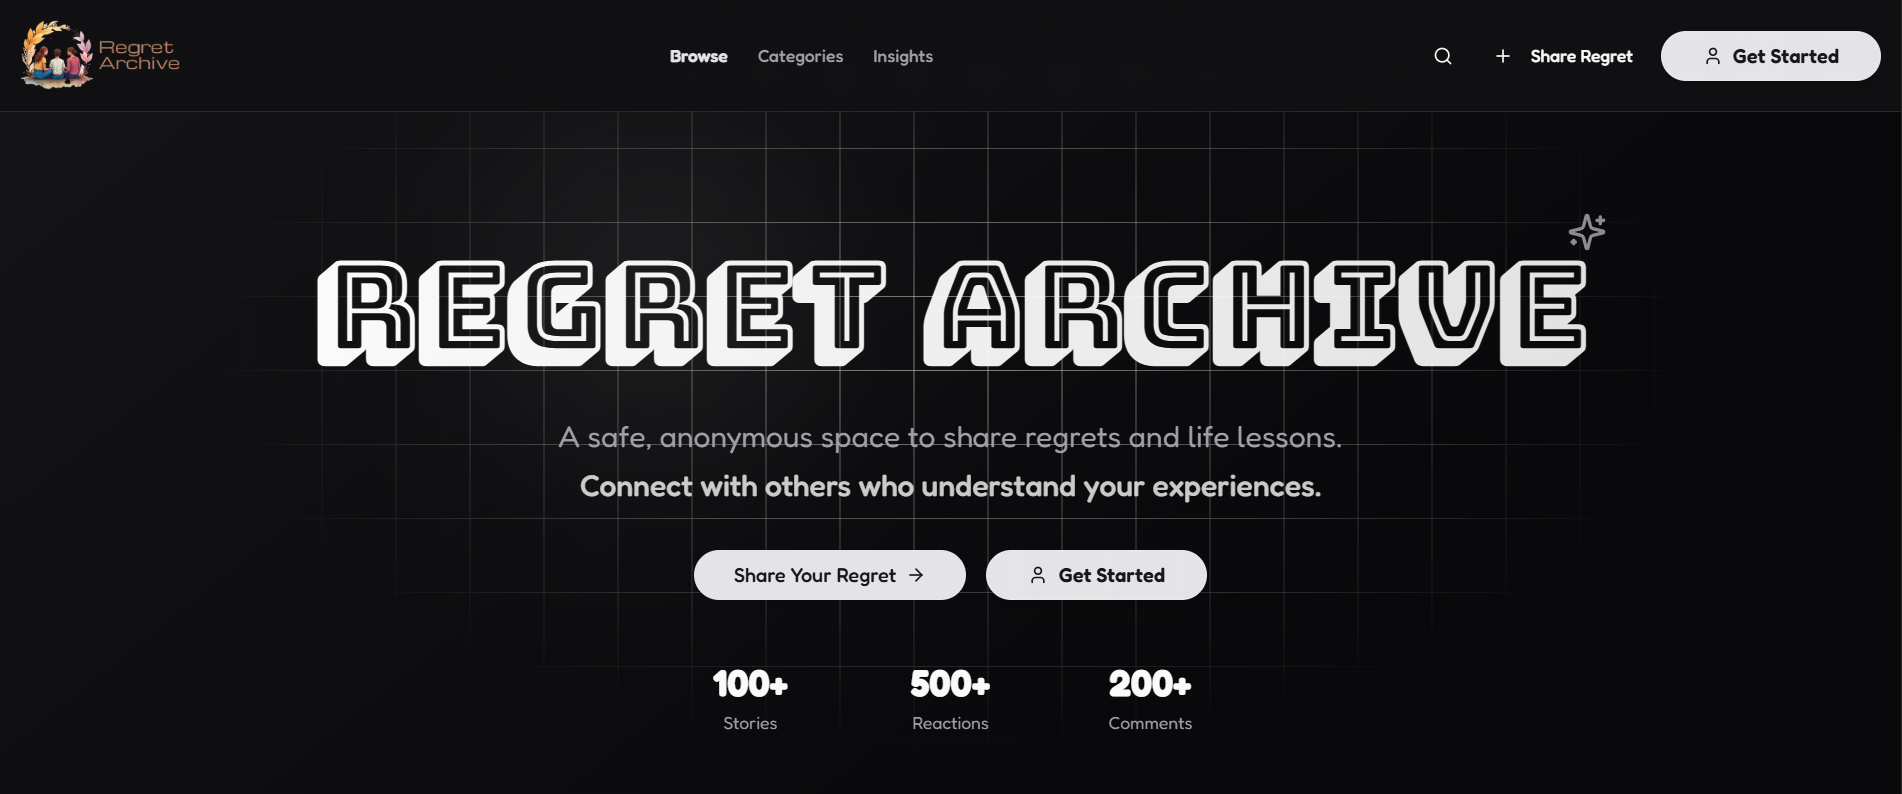 Regret
Archive
Browse
Categories
Insights
Share Regret
Get Started
REGRET ARCHIVE
A safe, anonymous space to share regrets and life lessons.
Connect with others who understand your experiences.
Share Your Regret
Get Started
100+
Stories
500+
Reactions
200+
Comments